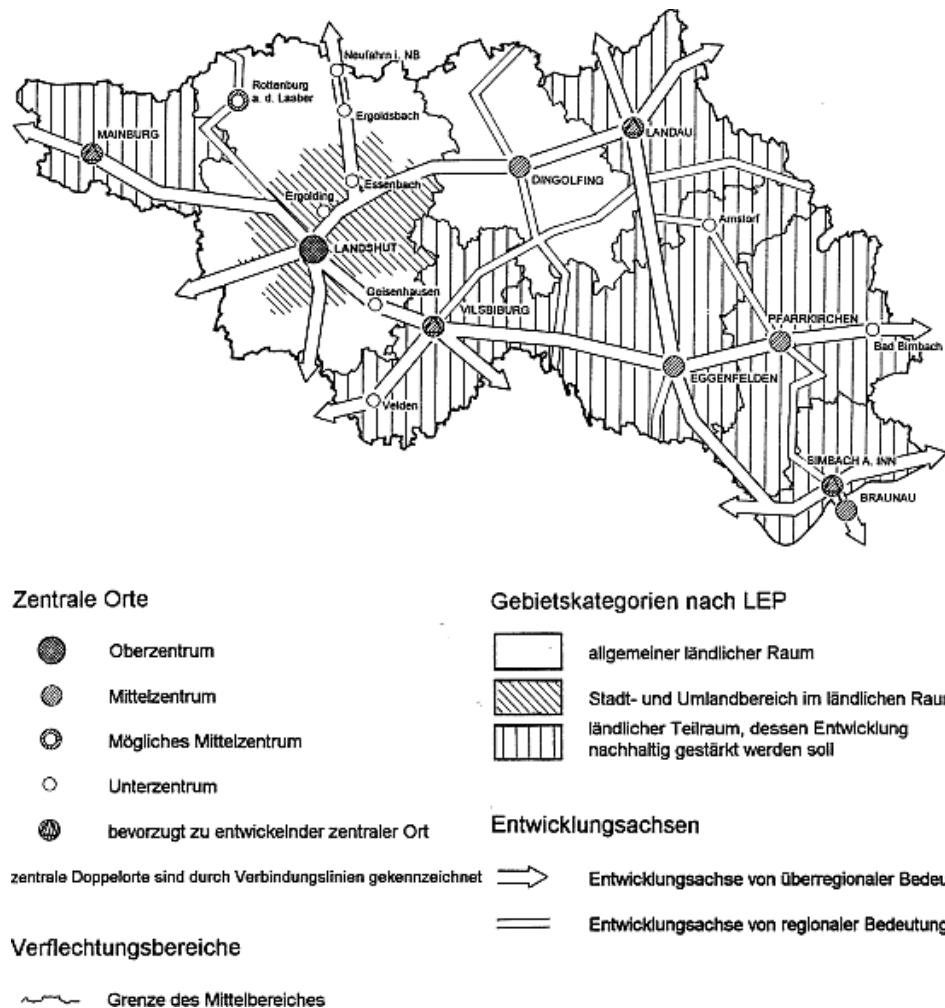 Neufahrn i. NB
Rottenburg
a. d. Laaber
Ergoldsbach
MAINBURG
LANDAU
Essenbach
DINGOLFING
Ergolding
Arnstorf
LANDSHUT
Geisenhausen
VILSBIBURG
PFARRKIRCHEN
Bad Birnbach
EGGENFELDEN
Velden
SIMBACH A. INN
BRAUNAU
Zentrale Orte
Oberzentrum
Mittelzentrum
Mögliches Mittelzentrum
Unterzentrum
bevorzugt zu entwickelnder zentraler Ort
zentrale Doppelorte sind durch Verbindungslinien gekennzeichnet
Verflechtungsbereiche
Grenze des Mittelbereiches
Gebietskategorien nach LEP
allgemeiner ländlicher Raum
Stadt- und Umlandbereich im ländlichen Rau
ländlicher Teilraum, dessen Entwicklung
nachhaltig gestärkt werden soll
Entwicklungsachsen
Entwicklungsachse von überregionaler Bedeu
Entwicklungsachse von regionaler Bedeutung